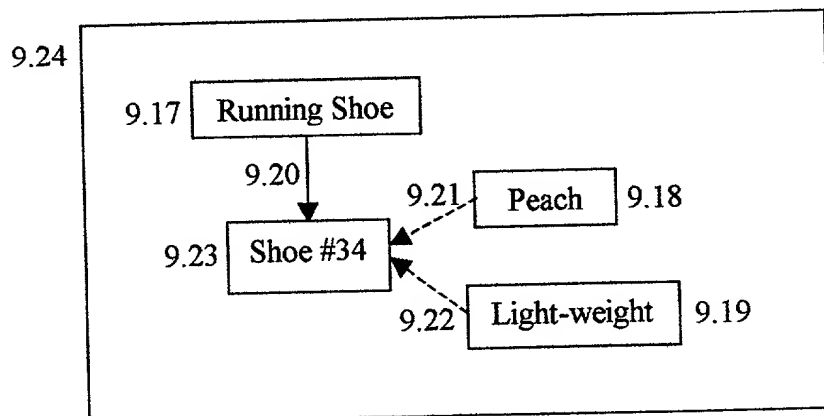 9.24
9.17 Running Shoe
9.20
9.21 Peach 9.18
9.23 Shoe #34
9.22 Light-weight 9.19